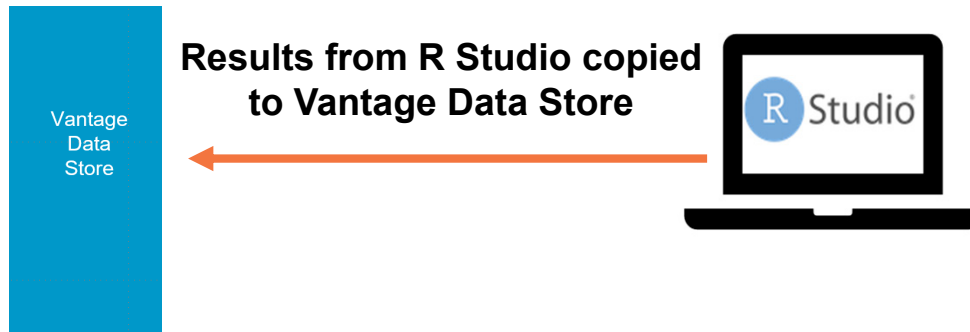 Results from R Studio copied
to Vantage Data Store
Vantage
Data
Store
R Studio